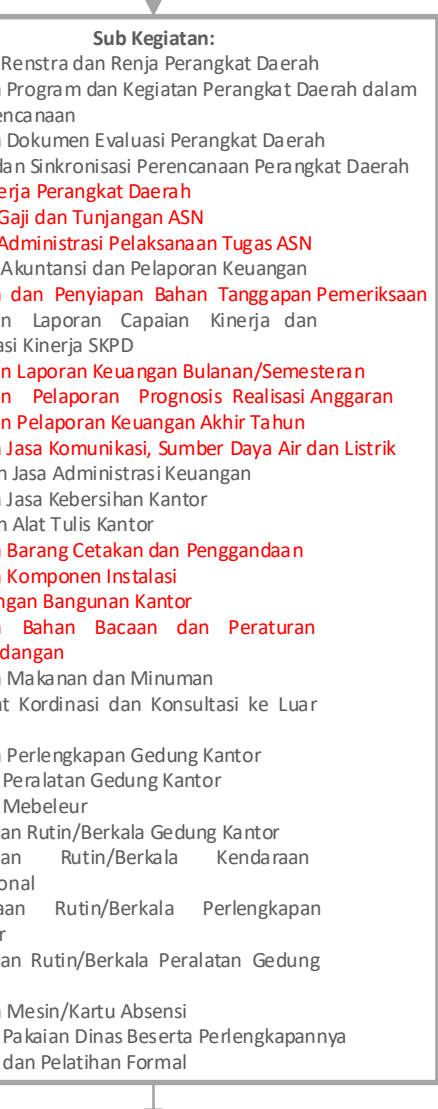 Sub Kegiatan:
Renstra dan Renja Perangkat Daerah
Program dan Kegiatan Perangkat Daerah dalam
encanaan
Dokumen Evaluasi Perangkat Daerah
dan Sinkronisasi Perencanaan Perangkat Daerah
erja Perangkat Daerah
Gaji dan Tunjangan ASN
Administrasi Pelaksanaan Tugas ASN
Akuntansi dan Pelaporan Keuangan
dan Penyiapan Bahan Tanggapan Pemeriksaan
n Laporan Capaian Kinerja dan
asi Kinerja SKPD
n Laporan Keuangan Bulanan/Semesteran
n Pelaporan Prognosis Realisasi Anggaran
n Pelaporan Keuangan Akhir Tahun
Jasa Komunikasi, Sumber Daya Air dan Listrik
n Jasa Administrasi Keuangan
Jasa Kebersihan Kantor
n Alat Tulis Kantor
Barang Cetakan dan Penggandaan
Komponen Instalasi
ngan Bangunan Kantor
Bahan Bacaan dan Peraturan
dangan
Makanan dan Minuman
at Kordinasi dan Konsultasi ke Luar
Perlengkapan Gedung Kantor
Peralatan Gedung Kantor
Mebeleur
an Rutin/Berkala Gedung Kantor
an Rutin/Berkala Kendaraan
onal
aan Rutin/Berkala Perlengkapan
r
an Rutin/Berkala Peralatan Gedung
Mesin/Kartu Absensi
Pakaian Dinas Beserta Perlengkapannya
dan Pelatihan Formal